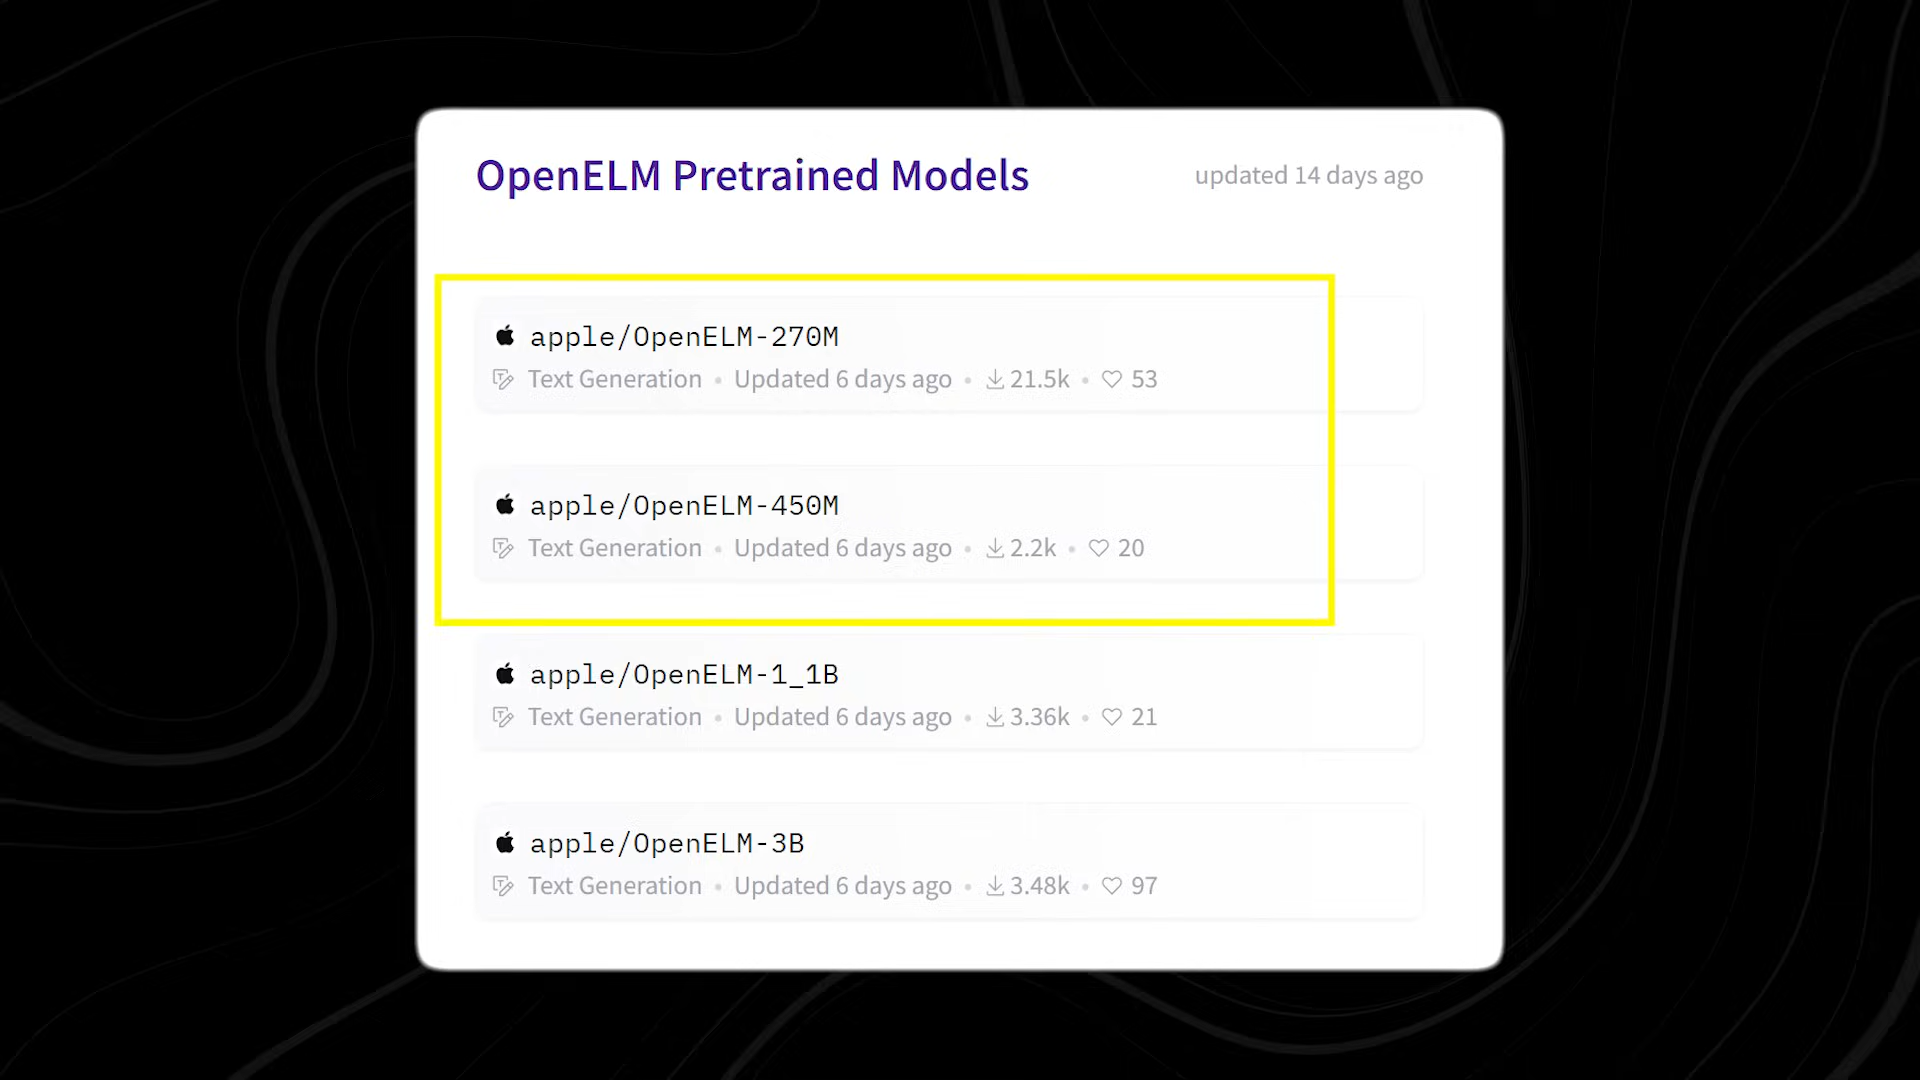 OpenELM Pretrained Models
updated 14 days ago
apple/OpenELM-270M
Text Generation • Updated 6 days ago • 21.5k • 53
apple/OpenELM-450M
Text Generation • Updated 6 days ago • 2.2k • 20
apple/OpenELM-1_1B
Text Generation • Updated 6 days ago • 3.36k • 21
apple/OpenELM-3B
Text Generation • Updated 6 days ago • 3.48k • 97